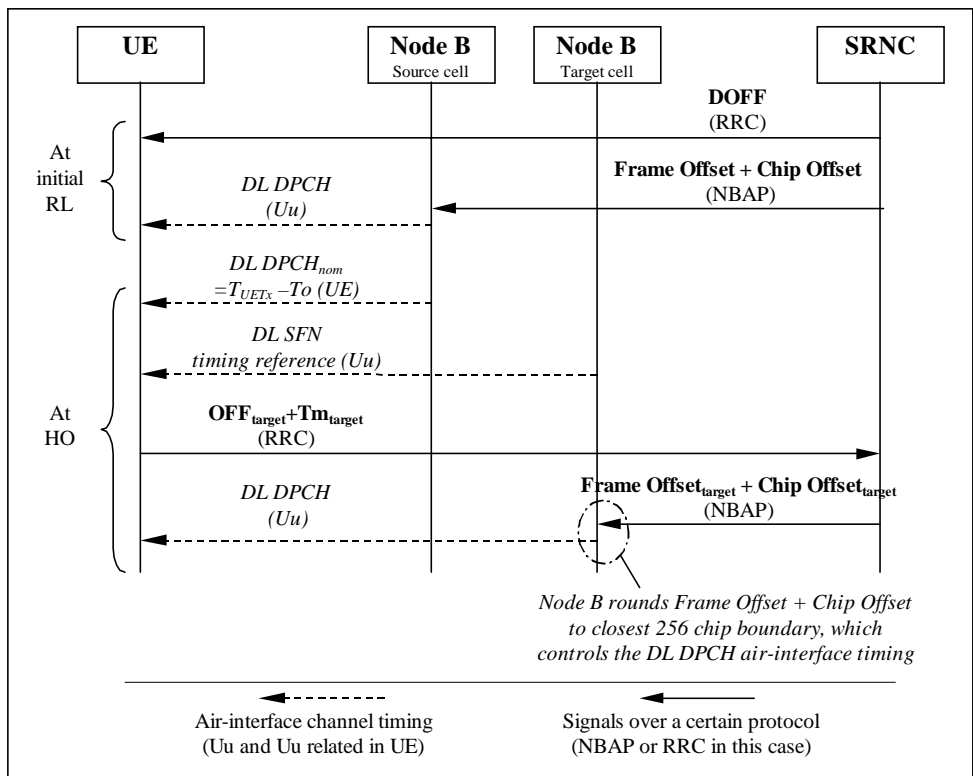 UE
Node B
Source cell
Node B
Target cell
SRNC
DOFF
(RRC)
At
initial
RL
Frame Offset + Chip Offset
(NBAP)
DL DPCH
(Uu)
DL DPCHnom
=TUETx –To (UE)
DL SFN
timing reference (Uu)
At
HO
OFFtarget+Tmtarget
(RRC)
Frame Offsettarget + Chip Offsettarget
(NBAP)
DL DPCH
(Uu)
Node B rounds Frame Offset + Chip Offset
to closest 256 chip boundary, which
controls the DL DPCH air-interface timing
Air-interface channel timing
(Uu and Uu related in UE)
Signals over a certain protocol
(NBAP or RRC in this case)